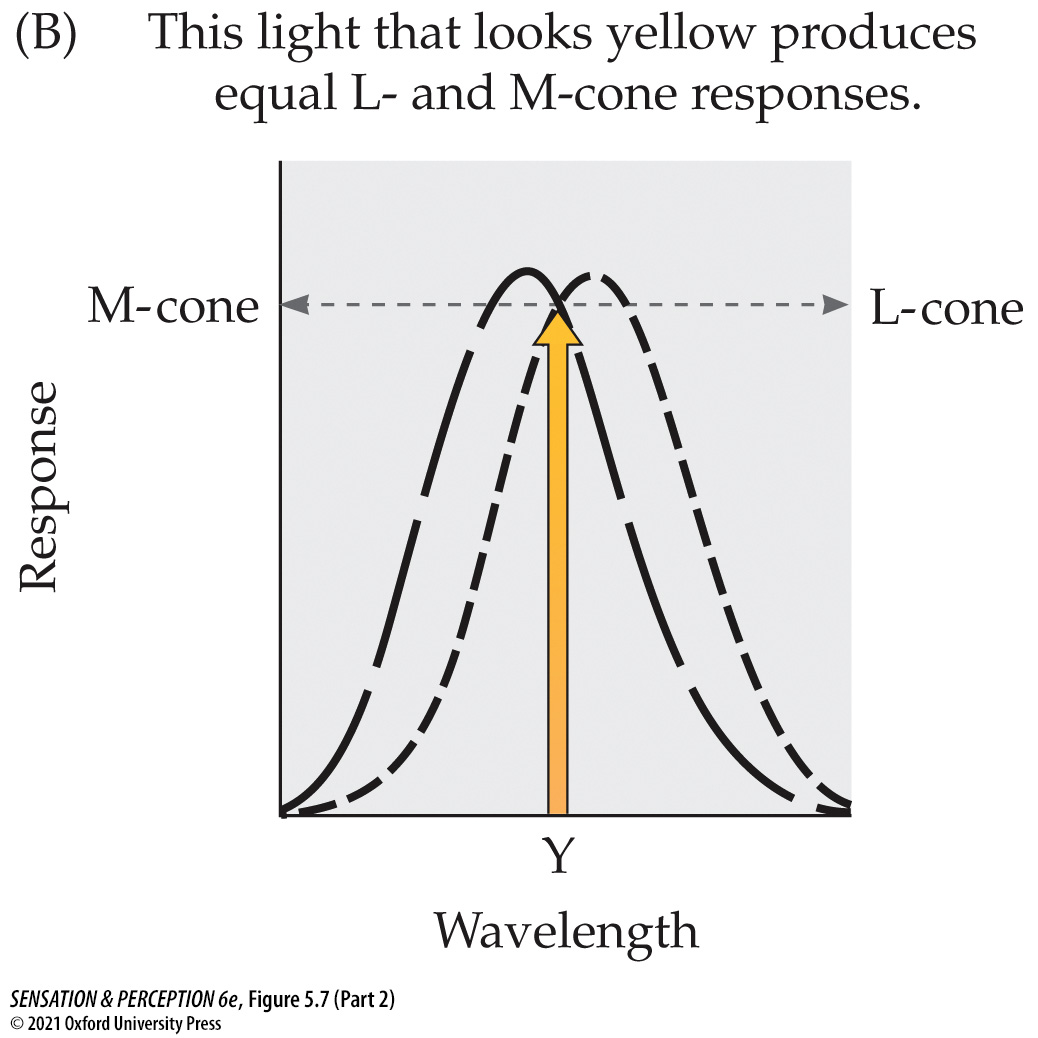 (B) This light that looks yellow produces
equal L- and M-cone responses.
M-cone
L-cone
Response
Y
Wavelength
SENSATION & PERCEPTION 6e, Figure 5.7 (Part 2)
© 2021 Oxford University Press